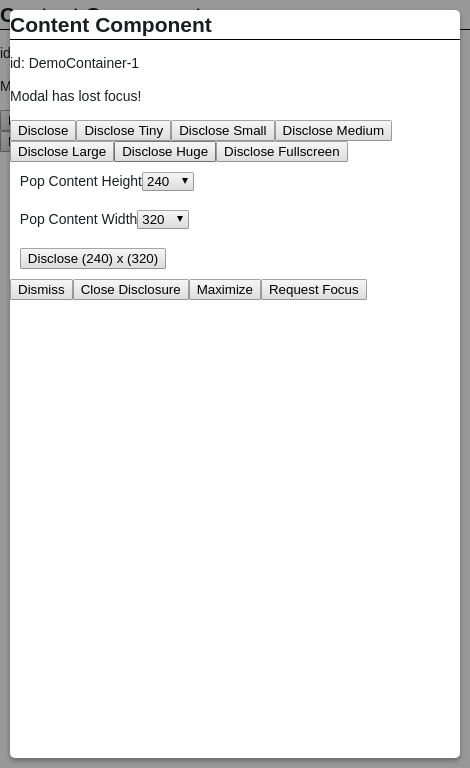 Content Component
id: DemoContainer-1
Modal has lost focus!
Disclose Disclose Tiny Disclose Small Disclose Medium
Disclose Large Disclose Huge Disclose Fullscreen
Pop Content Height 240
Pop Content Width 320
Disclose (240) x (320)
Dismiss Close Disclosure Maximize Request Focus